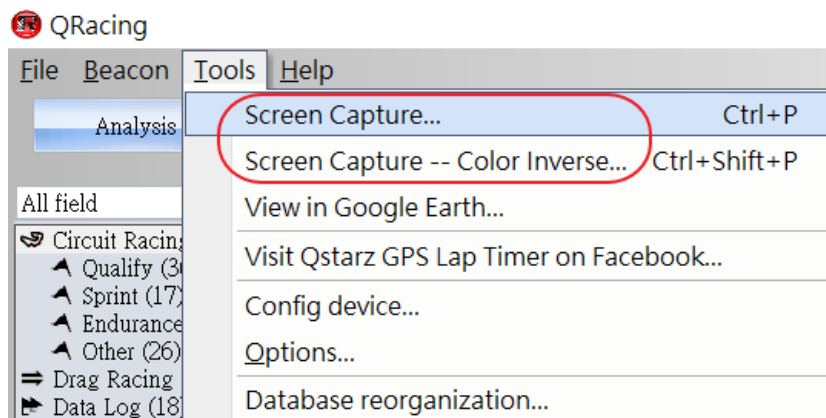 QRacing
File Beacon Tools Help
Analysis
Screen Capture... Ctrl+P
Screen Capture -- Color Inverse... Ctrl+Shift+P
View in Google Earth...
Visit Qstarz GPS Lap Timer on Facebook...
Config device...
Options...
Database reorganization...
All field
Circuit Racing
Qualify (3
Sprint (17)
Endurance
Other (26)
Drag Racing
Data Log (18